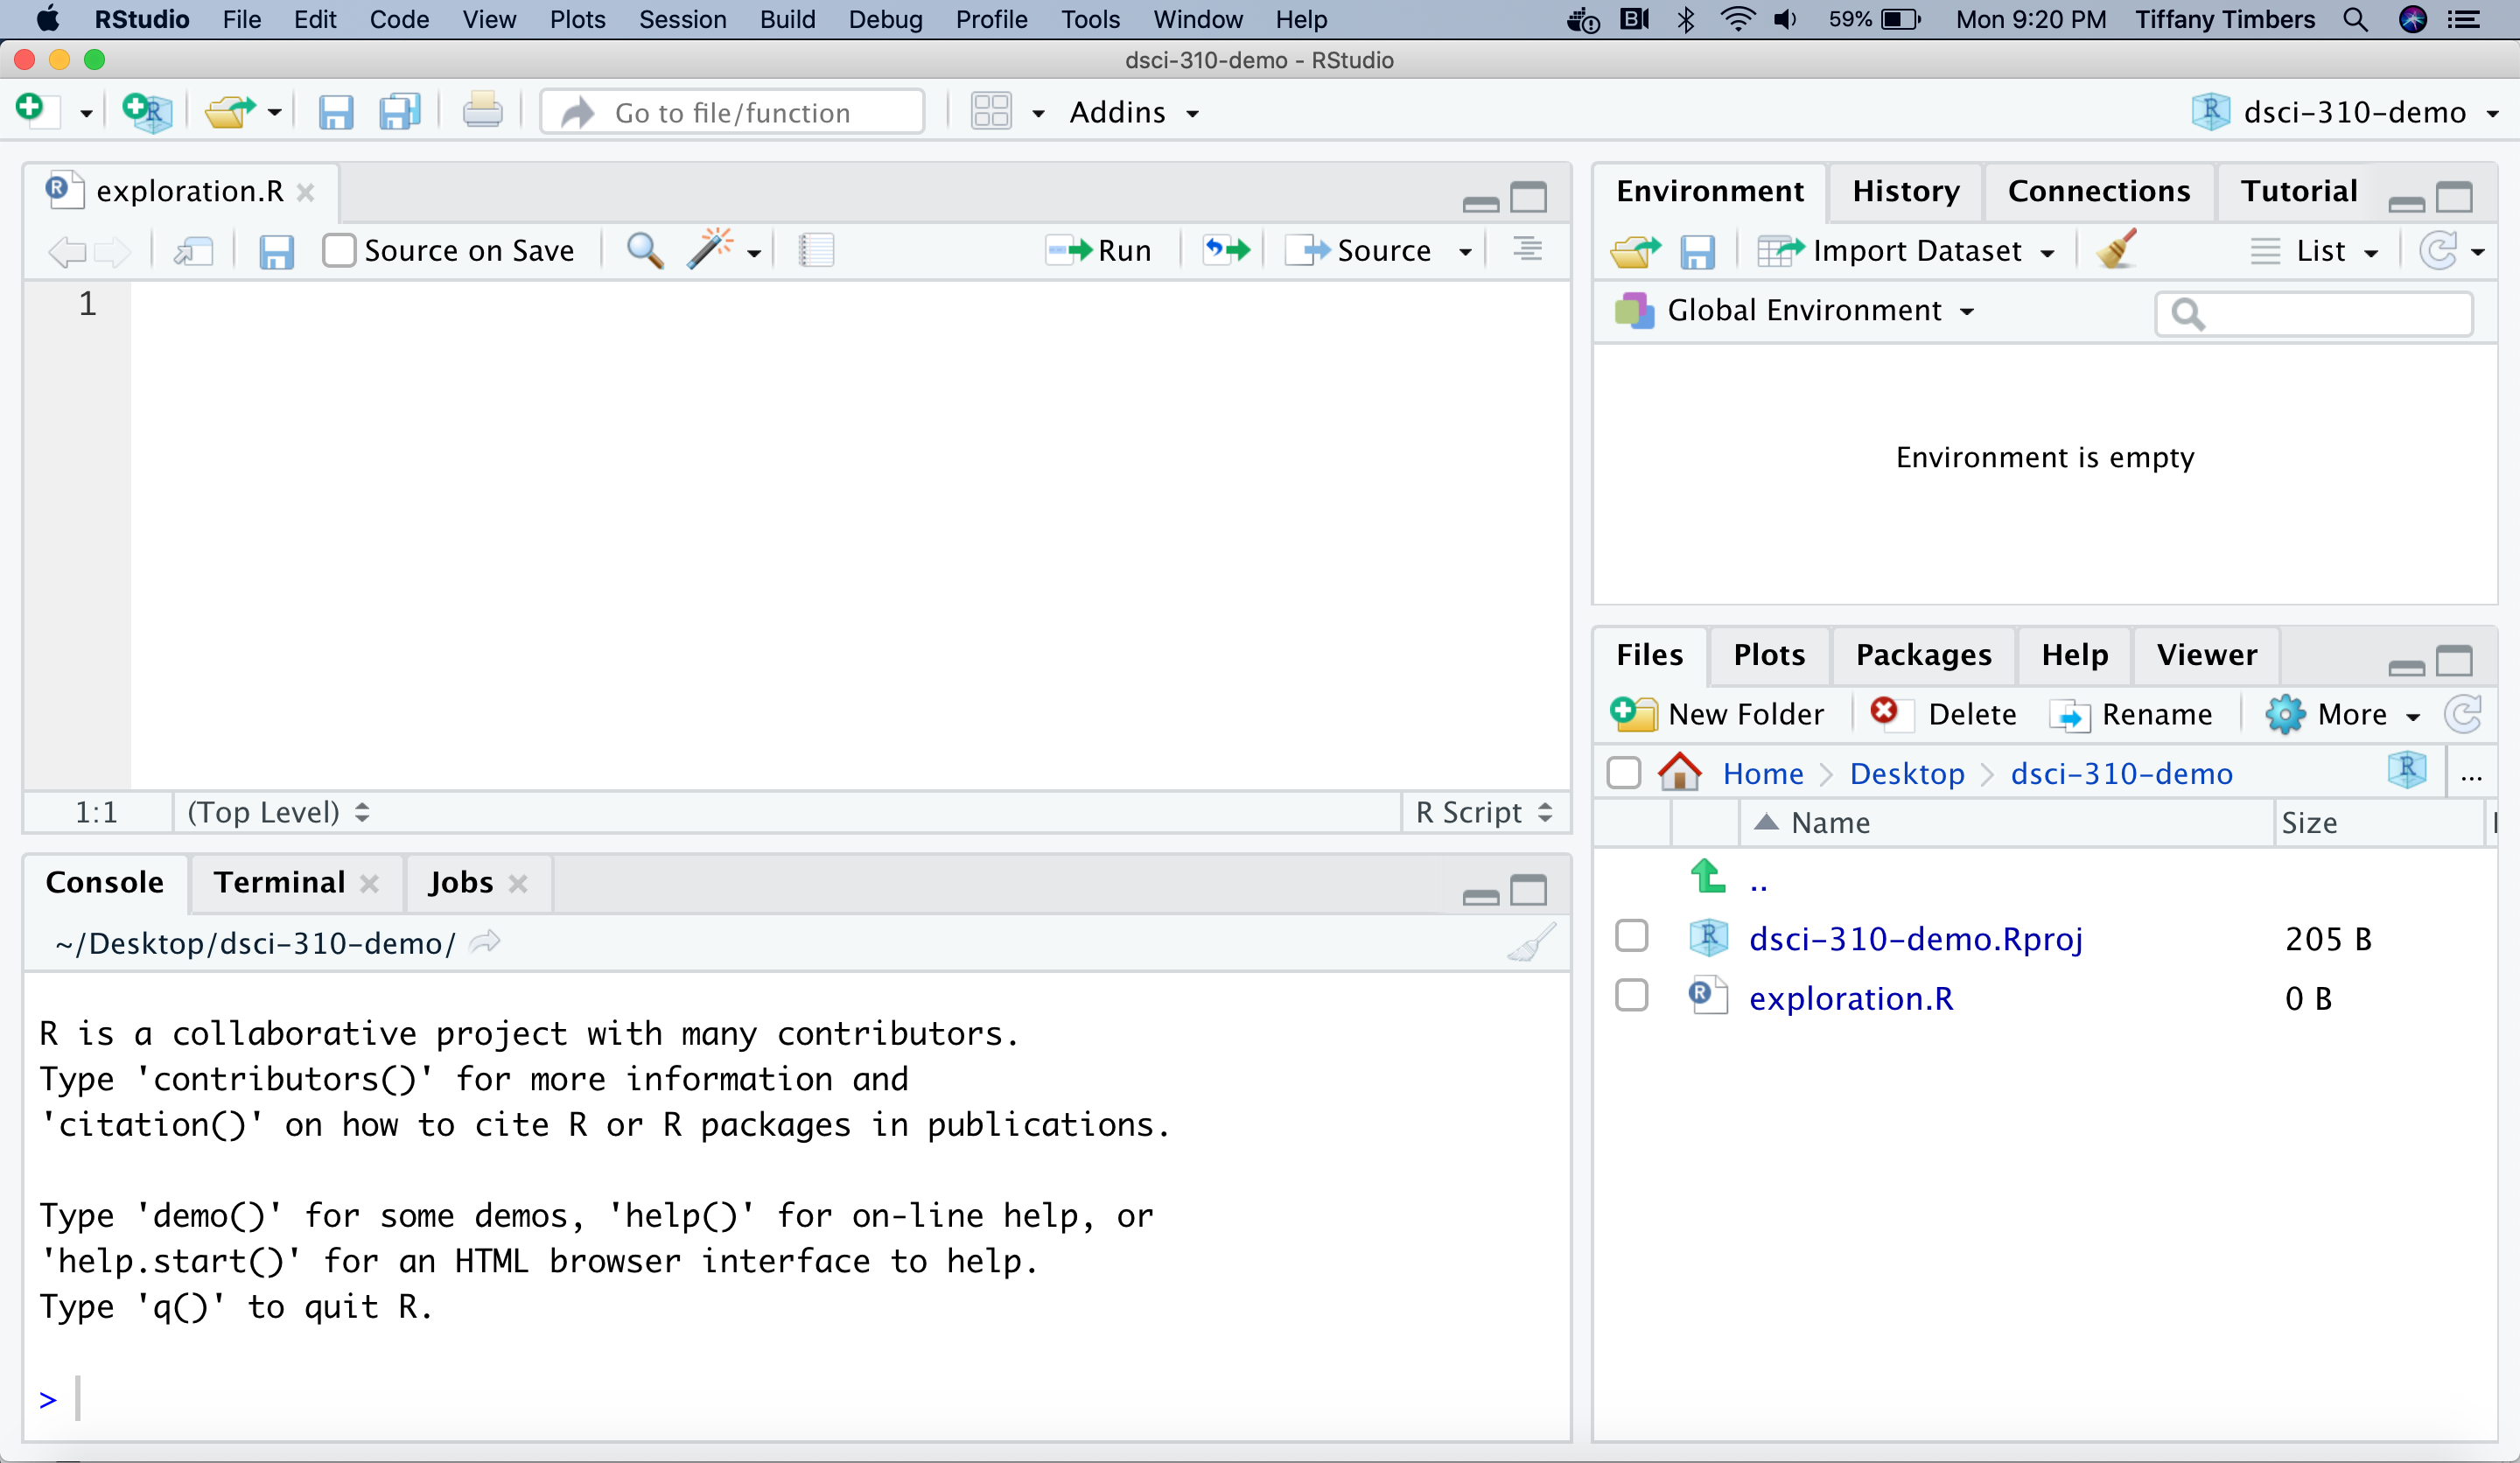 RStudio File Edit Code View Plots Session Build Debug Profile Tools Window Help 59% Mon 9:20 PM Tiffany Timbers
dsci-310-demo - RStudio
Go to file/function Addins dsci-310-demo
exploration.R
Source on Save Run Source
1
1:1 (Top Level) R Script
Console Terminal Jobs
~/Desktop/dsci-310-demo/
R is a collaborative project with many contributors.
Type 'contributors()' for more information and
'citation()' on how to cite R or R packages in publications.
Type 'demo()' for some demos, 'help()' for on-line help, or
'help.start()' for an HTML browser interface to help.
Type 'q()' to quit R.
>
Environment History Connections Tutorial
Import Dataset List
Global Environment
Environment is empty
Files Plots Packages Help Viewer
New Folder Delete Rename More
Home Desktop dsci-310-demo ...
Name Size
..
dsci-310-demo.Rproj 205 B
exploration.R 0 B